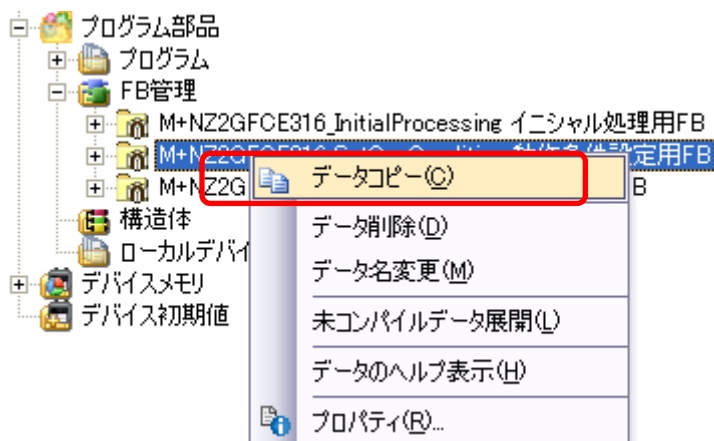 プログラム部品
プログラム
FB管理
M+NZ2GFCE316_InitialProcessing イニシャル処理用FB
M+NZ2GFCE316
設定用FB
M+NZ2G
B
構造体
ローカルデバイ
デバイスメモリ
デバイス初期値
データコピー(C)
データ削除(D)
データ名変更(M)
未コンパイルデータ展開(L)
データのヘルプ表示(H)
プロパティ(R)...